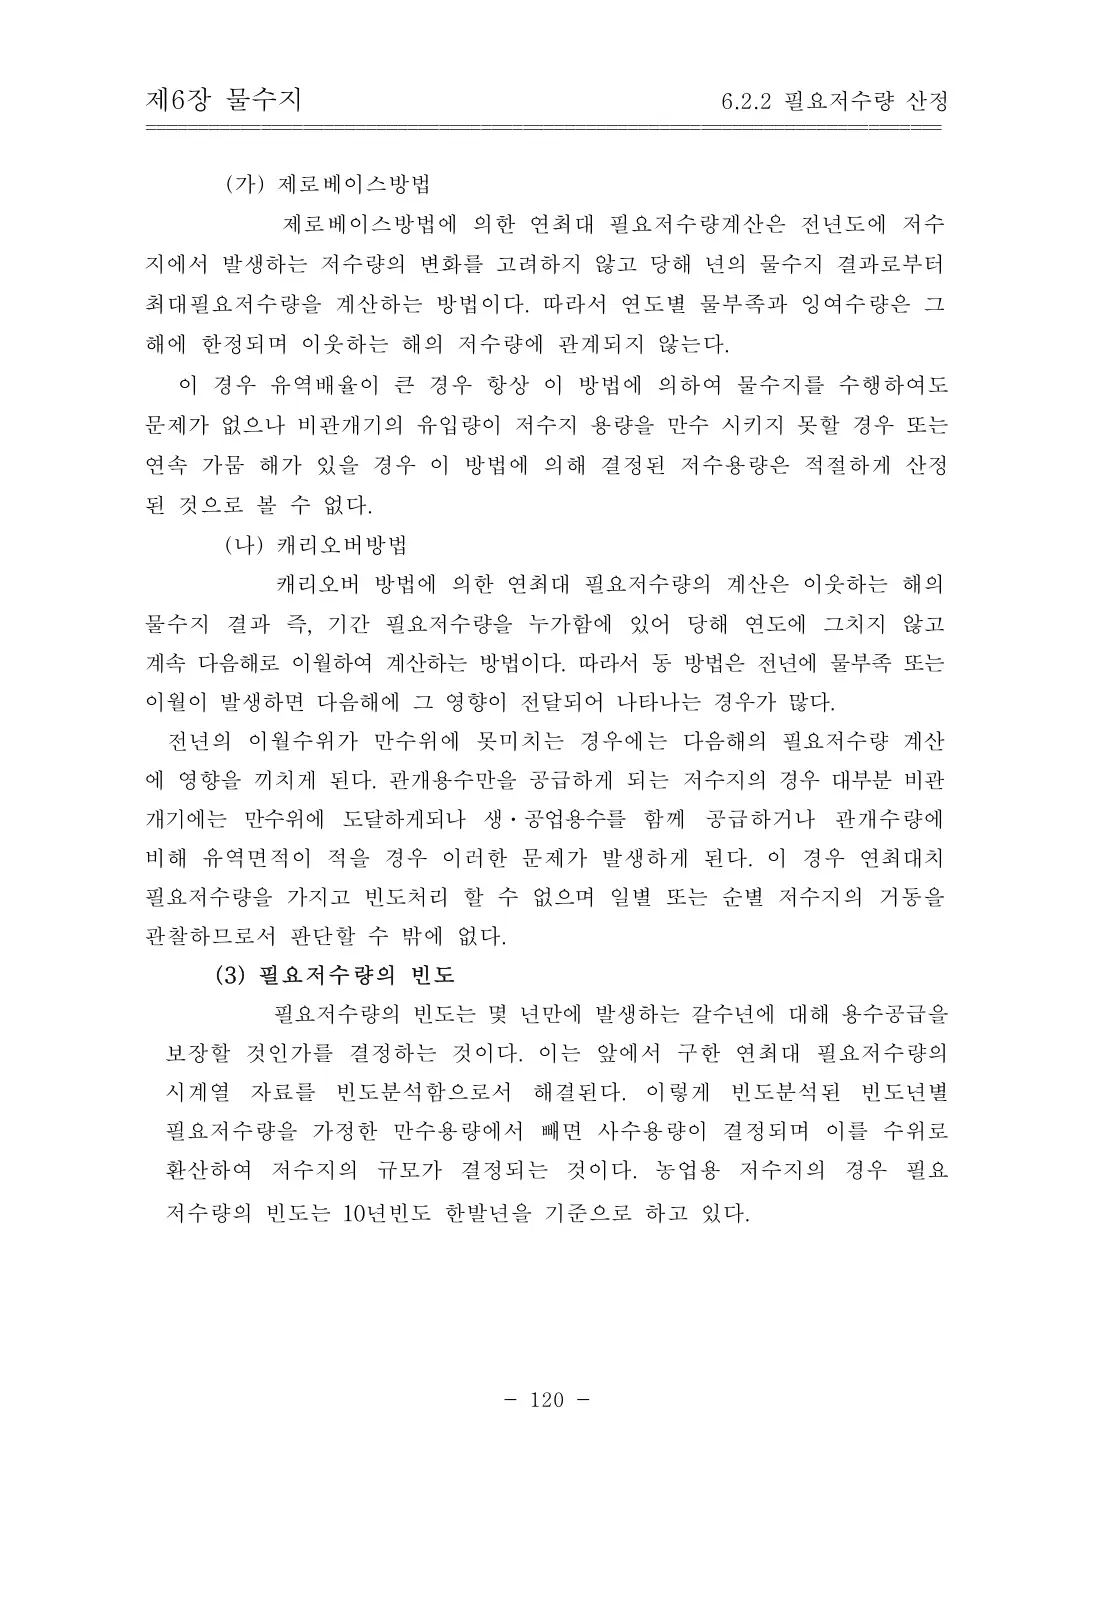 제6장 물수지 6.2.2 필요저수량 산정
(가) 제로베이스방법
제로베이스방법에 의한 연최대 필요저수량계산은 전년도에 저수
지에서 발생하는 저수량의 변화를 고려하지 않고 당해 년의 물수지 결과로부터
최대필요저수량을 계산하는 방법이다. 따라서 연도별 물부족과 잉여수량은 그
해에 한정되며 이웃하는 해의 저수량에 관계되지 않는다.
이 경우 유역배율이 큰 경우 항상 이 방법에 의하여 물수지를 수행하여도
문제가 없으나 비관개기의 유입량이 저수지 용량을 만수 시키지 못할 경우 또는
연속 가뭄 해가 있을 경우 이 방법에 의해 결정된 저수용량은 적절하게 산정
된 것으로 볼 수 없다.
(나) 캐리오버방법
캐리오버 방법에 의한 연최대 필요저수량의 계산은 이웃하는 해의
물수지 결과 즉, 기간 필요저수량을 누가함에 있어 당해 연도에 그치지 않고
계속 다음해로 이월하여 계산하는 방법이다. 따라서 동 방법은 전년에 물부족 또는
이월이 발생하면 다음해에 그 영향이 전달되어 나타나는 경우가 많다.
전년의 이월수위가 만수위에 못미치는 경우에는 다음해의 필요저수량 계산
에 영향을 끼치게 된다. 관개용수만을 공급하게 되는 저수지의 경우 대부분 비관
개기에는 만수위에 도달하게되나 생·공업용수를 함께 공급하거나 관개수량에
비해 유역면적이 적을 경우 이러한 문제가 발생하게 된다. 이 경우 연최대치
필요저수량을 가지고 빈도처리 할 수 없으며 일별 또는 순별 저수지의 거동을
관찰하므로서 판단할 수 밖에 없다.
(3) 필요저수량의 빈도
필요저수량의 빈도는 몇 년만에 발생하는 갈수년에 대해 용수공급을
보장할 것인가를 결정하는 것이다. 이는 앞에서 구한 연최대 필요저수량의
시계열 자료를 빈도분석함으로서 해결된다. 이렇게 빈도분석된 빈도년별
필요저수량을 가정한 만수용량에서 빼면 사수용량이 결정되며 이를 수위로
환산하여 저수지의 규모가 결정되는 것이다. 농업용 저수지의 경우 필요
저수량의 빈도는 10년빈도 한발년을 기준으로 하고 있다.
- 120 -